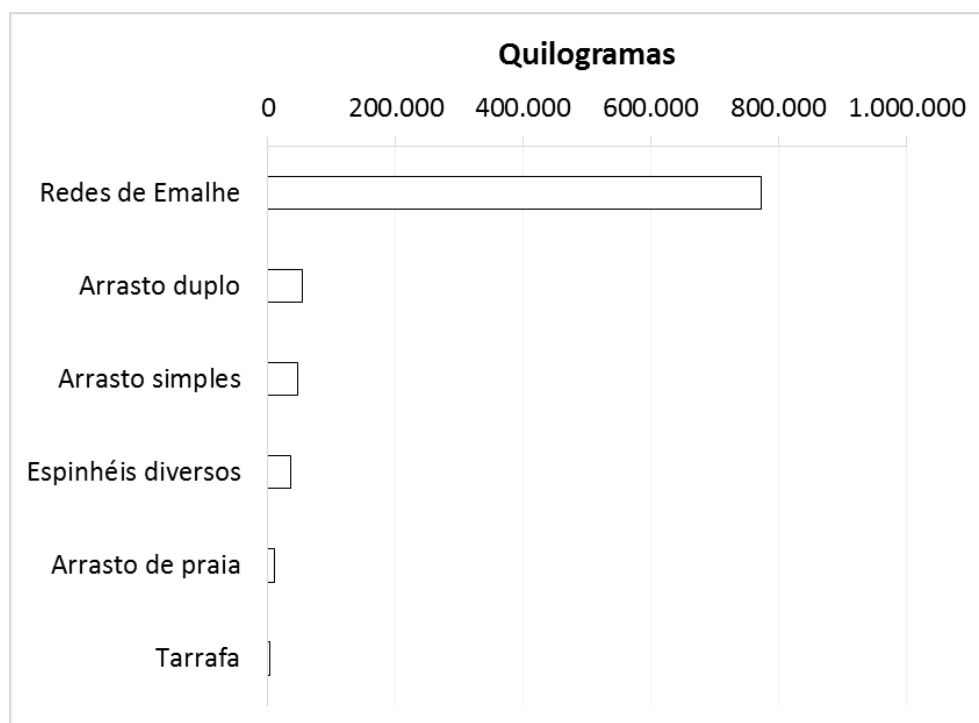 Quilogramas
0 200.000 400.000 600.000 800.000 1.000.000
Redes de Emalhe
Arrasto duplo
Arrasto simples
Espinhéis diversos
Arrasto de praia
Tarrafa